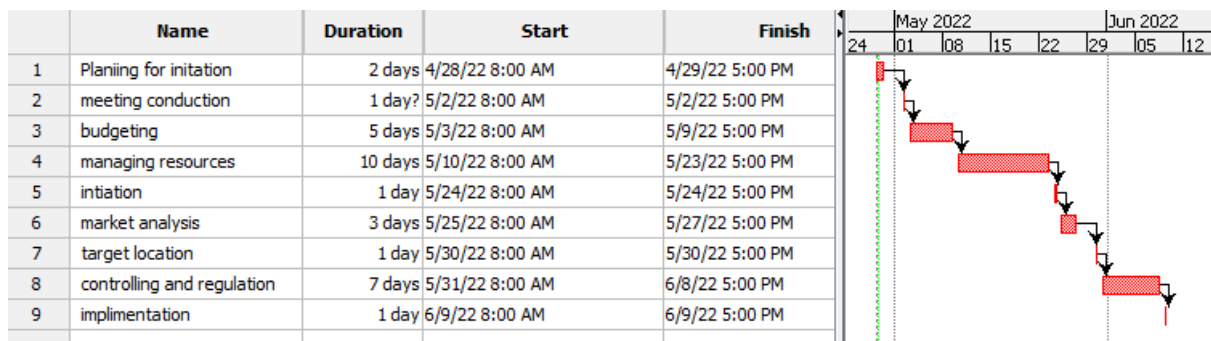 Name Duration Start Finish
May 2022 Jun 2022
24 01 08 15 22 29 05 12
1 Planiing for initation 2 days 4/28/22 8:00 AM 4/29/22 5:00 PM
2 meeting conduction 1 day? 5/2/22 8:00 AM 5/2/22 5:00 PM
3 budgeting 5 days 5/3/22 8:00 AM 5/9/22 5:00 PM
4 managing resources 10 days 5/10/22 8:00 AM 5/23/22 5:00 PM
5 intiation 1 day 5/24/22 8:00 AM 5/24/22 5:00 PM
6 market analysis 3 days 5/25/22 8:00 AM 5/27/22 5:00 PM
7 target location 1 day 5/30/22 8:00 AM 5/30/22 5:00 PM
8 controlling and regulation 7 days 5/31/22 8:00 AM 6/8/22 5:00 PM
9 implimentation 1 day 6/9/22 8:00 AM 6/9/22 5:00 PM